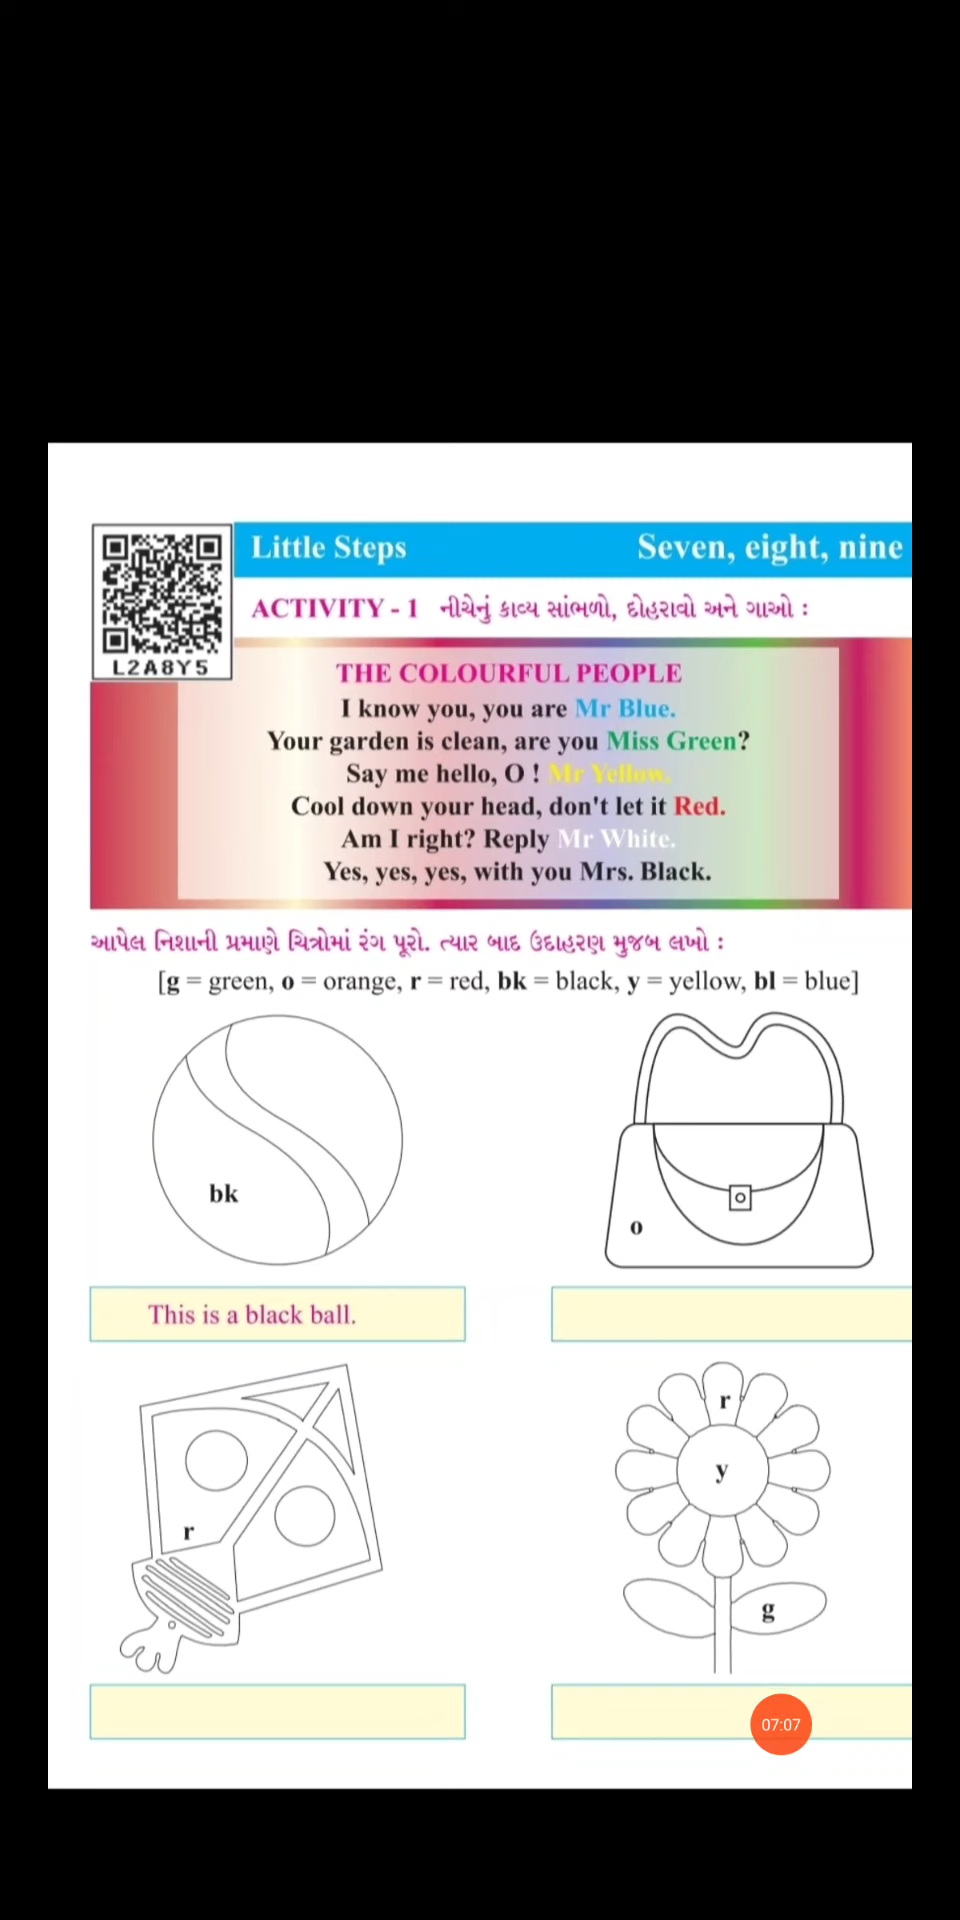 Little Steps
Seven, eight, nine
L2A8Y5
ACTIVITY - 1 નીચેનું કાવ્ય સાંભળો, દોહરાવો અને ગાઓ :
THE COLOURFUL PEOPLE
I know you, you are Mr Blue.
Your garden is clean, are you Miss Green?
Say me hello, O ! Mr Yellow.
Cool down your head, don't let it Red.
Am I right? Reply Mr White.
Yes, yes, yes, with you Mrs. Black.
આપેલ નિશાની પ્રમાણે ચિત્રોમાં રંગ પૂરો. ત્યાર બાદ ઉદાહરણ મુજબ લખો :
[g = green, o = orange, r = red, bk = black, y = yellow, bl = blue]
bk
o
This is a black ball.
r
y
r
g
07:07